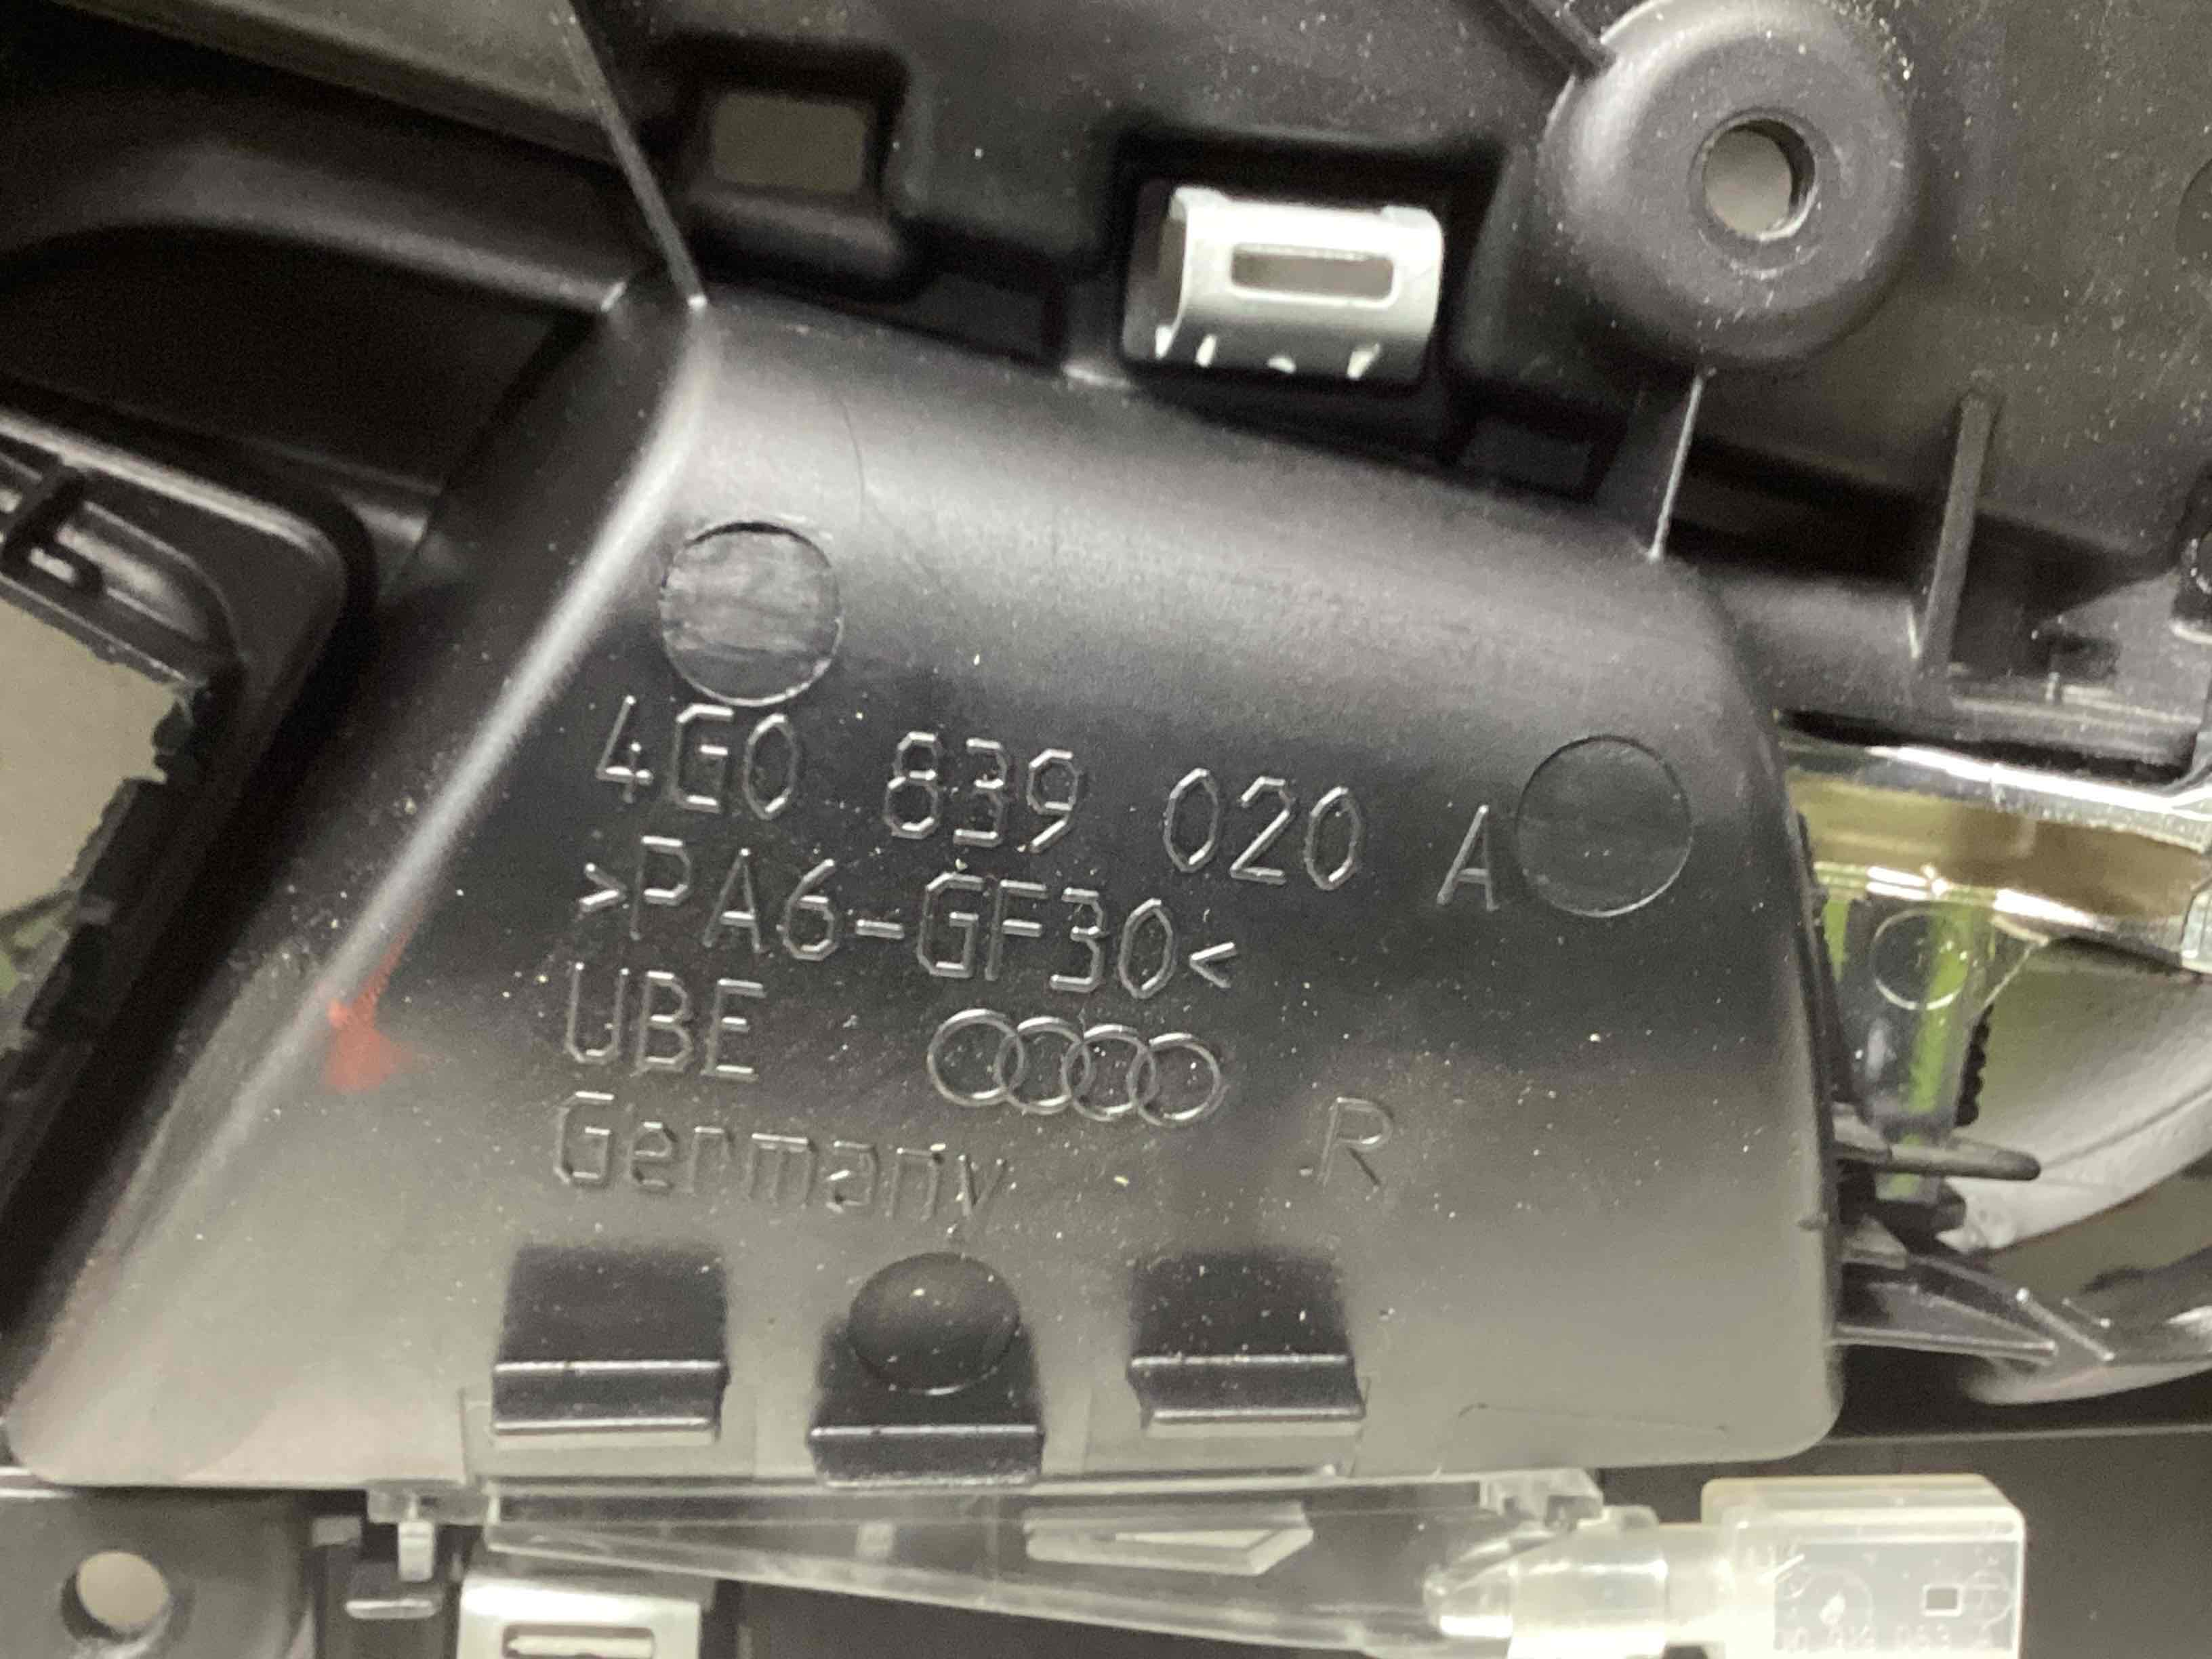 4G0 839 020 A
>PA6-GF30<
UBE
Germany R